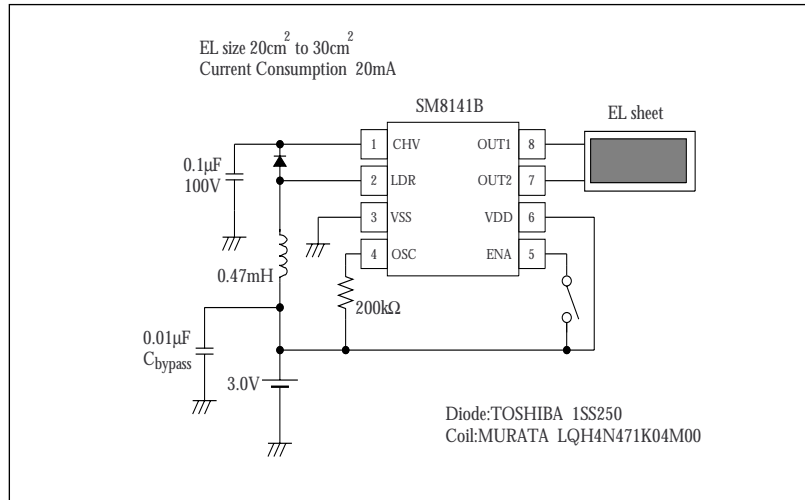 EL size 20cm2 to 30cm2
Current Consumption 20mA
SM8141B
EL sheet
1 CHV OUT1 8
2 LDR OUT2 7
3 VSS VDD 6
4 OSC ENA 5
0.1µF
100V
0.47mH
200kΩ
0.01µF
Cbypass
3.0V
Diode:TOSHIBA 1SS250
Coil:MURATA LQH4N471K04M00